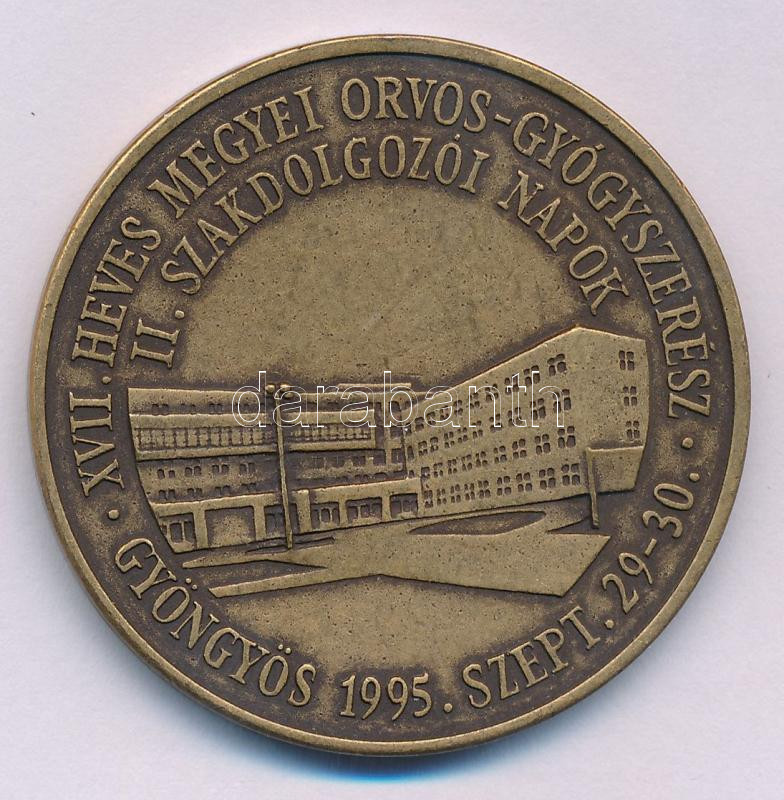 XVII. HEVES MEGYEI ORVOS-GYÓGYSZERÉSZ
II. SZAKDOLGOZÓI NAPOK
· GYÖNGYÖS 1995. SZEPT. 29-30. ·
darabanth